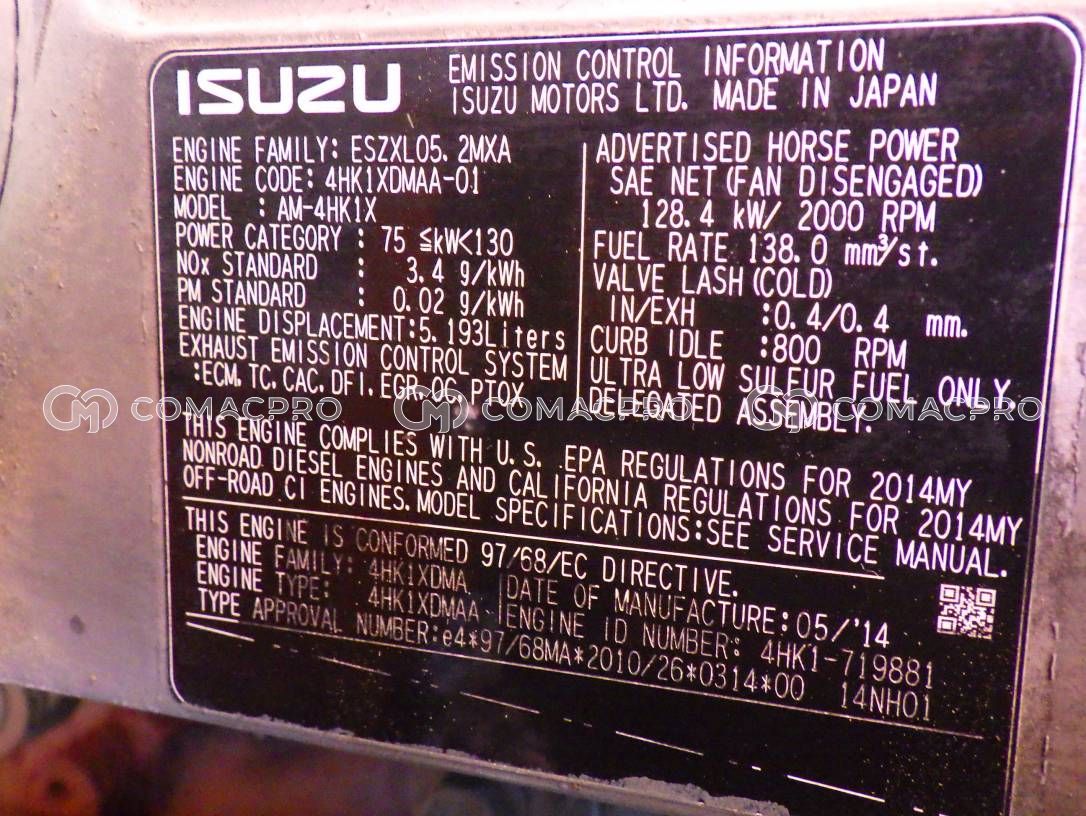 ISUZU
EMISSION CONTROL INFORMATION
ISUZU MOTORS LTD. MADE IN JAPAN
ENGINE FAMILY: ESZXL05.2MXA
ENGINE CODE: 4HK1XDMAA-01
MODEL : AM-4HK1X
POWER CATEGORY : 75 ≦kW<130
NOx STANDARD : 3.4 g/kWh
PM STANDARD : 0.02 g/kWh
ENGINE DISPLACEMENT:5.193Liters
EXHAUST EMISSION CONTROL SYSTEM
:ECM.TC.CAC.DFI.EGR.OC.PTOX
ADVERTISED HORSE POWER
SAE NET(FAN DISENGAGED)
128.4 kW/ 2000 RPM
FUEL RATE 138.0 mm³/st.
VALVE LASH(COLD)
IN/EXH :0.4/0.4 mm.
CURB IDLE :800 RPM
ULTRA LOW SULFUR FUEL ONLY.
DELEGATED ASSEMBLY.
COMACPRO COMACPRO COMACPRO
THIS ENGINE COMPLIES WITH U.S. EPA REGULATIONS FOR 2014MY
NONROAD DIESEL ENGINES AND CALIFORNIA REGULATIONS FOR 2014MY
OFF-ROAD CI ENGINES.MODEL SPECIFICATIONS:SEE SERVICE MANUAL.
THIS ENGINE IS CONFORMED 97/68/EC DIRECTIVE.
ENGINE FAMILY: 4HK1XDMA DATE OF MANUFACTURE:05/'14
ENGINE TYPE: 4HK1XDMAA ENGINE ID NUMBER: 4HK1-719881
TYPE APPROVAL NUMBER:e4*97/68MA*2010/26*0314*00 14NH01